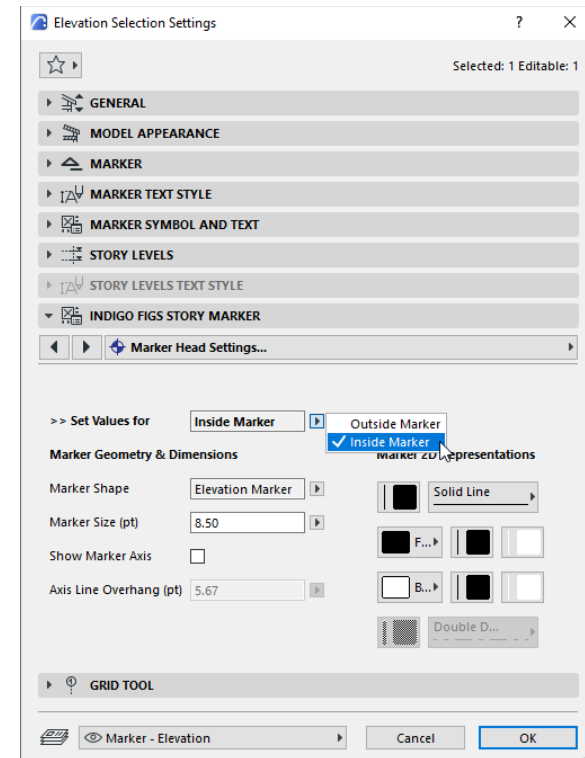 Elevation Selection Settings ? ×
Selected: 1 Editable: 1
GENERAL
MODEL APPEARANCE
MARKER
MARKER TEXT STYLE
MARKER SYMBOL AND TEXT
STORY LEVELS
STORY LEVELS TEXT STYLE
INDIGO FIGS STORY MARKER
Marker Head Settings...
>> Set Values for Inside Marker Outside Marker
Inside Marker
Marker Geometry & Dimensions Marker 2D Representations
Marker Shape Elevation Marker Solid Line
Marker Size (pt) 8.50
Show Marker Axis F...
Axis Line Overhang (pt) 5.67 B...
Double D...
GRID TOOL
Marker - Elevation Cancel OK